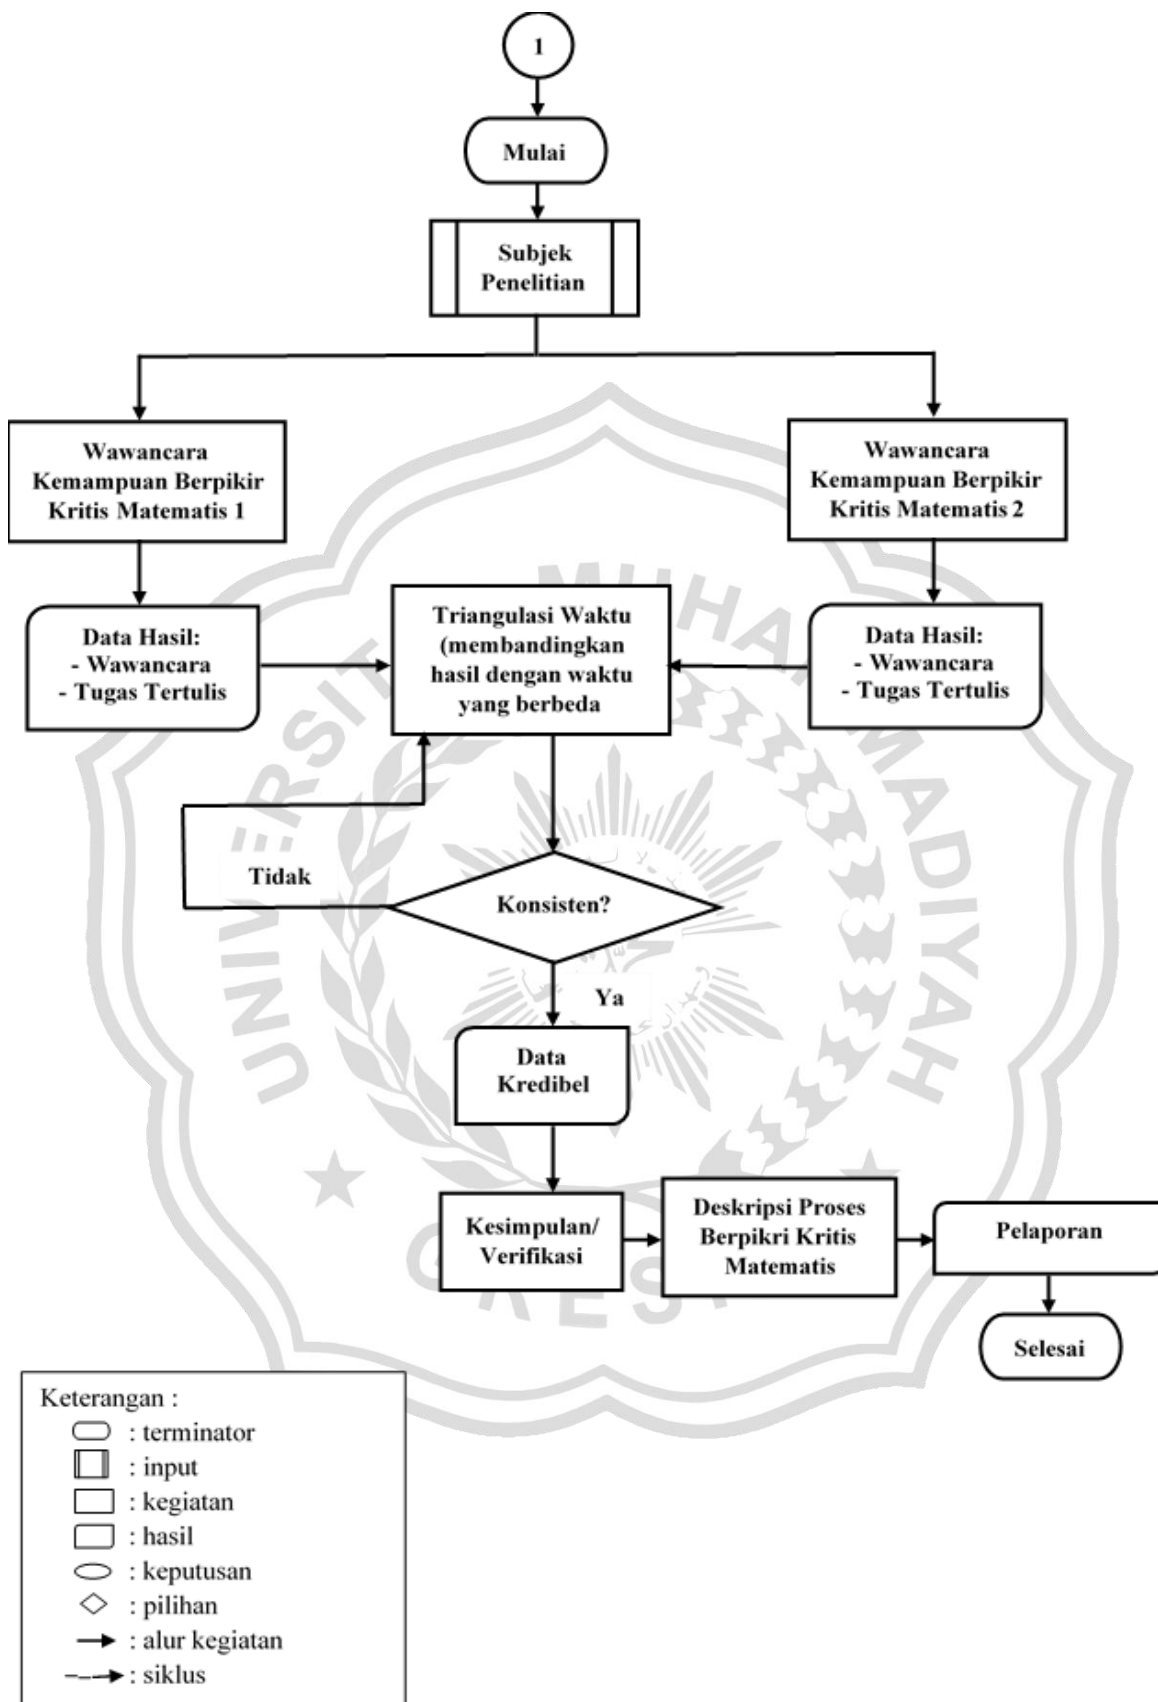 1
Mulai
Subjek
Penelitian
Wawancara
Kemampuan Berpikir
Kritis Matematis 1
Wawancara
Kemampuan Berpikir
Kritis Matematis 2
Data Hasil:
- Wawancara
- Tugas Tertulis
Triangulasi Waktu
(membandingkan
hasil dengan waktu
yang berbeda
Data Hasil:
- Wawancara
- Tugas Tertulis
Tidak
Konsisten?
Ya
Data
Kredibel
Kesimpulan/
Verifikasi
Deskripsi Proses
Berpikri Kritis
Matematis
Pelaporan
Selesai
Keterangan :
: terminator
: input
: kegiatan
: hasil
: keputusan
: pilihan
: alur kegiatan
: siklus